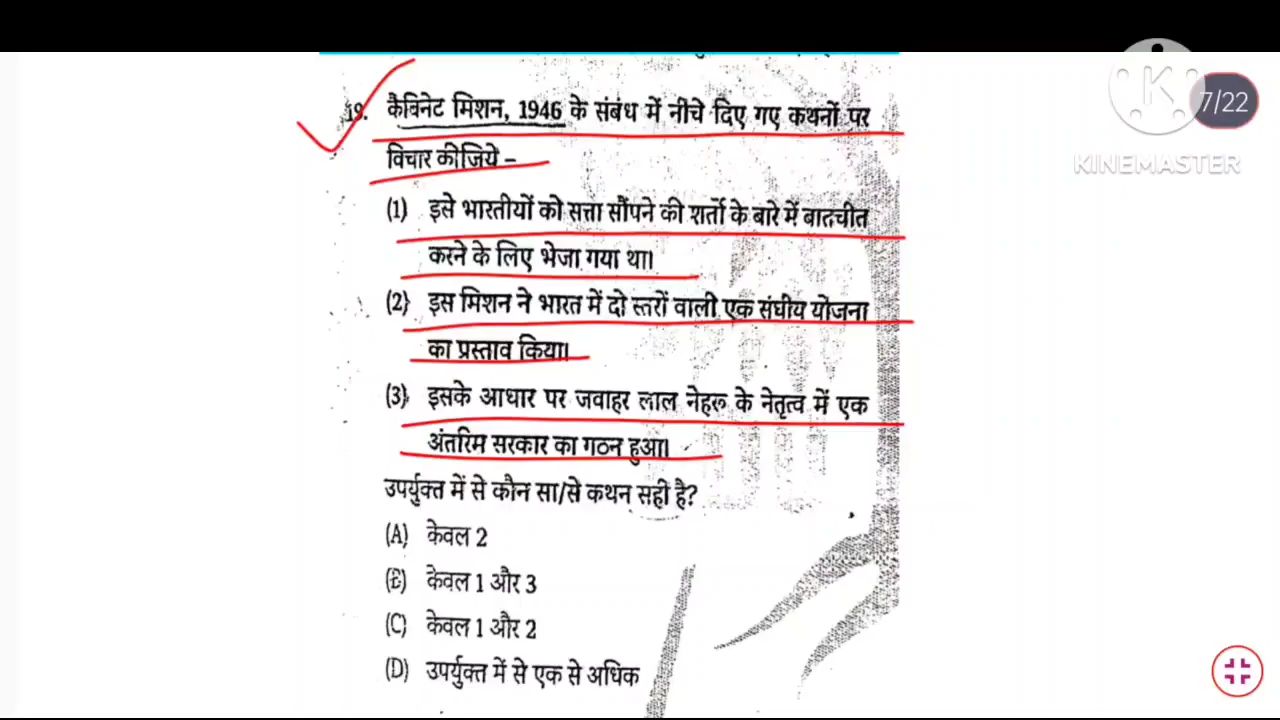 7/22
KINEMASTER
19. कैबिनेट मिशन, 1946 के संबंध में नीचे दिए गए कथनों पर
विचार कीजिये –
(1) इसे भारतीयों को सत्ता सौंपने की शर्तो के बारे में बातचीत
करने के लिए भेजा गया था।
(2) इस मिशन ने भारत में दो स्तरों वाली एक संघीय योजना
का प्रस्ताव किया।
(3) इसके आधार पर जवाहर लाल नेहरू के नेतृत्व में एक
अंतरिम सरकार का गठन हुआ।
उपर्युक्त में से कौन सा/से कथन सही है?
(A) केवल 2
(B) केवल 1 और 3
(C) केवल 1 और 2
(D) उपर्युक्त में से एक से अधिक